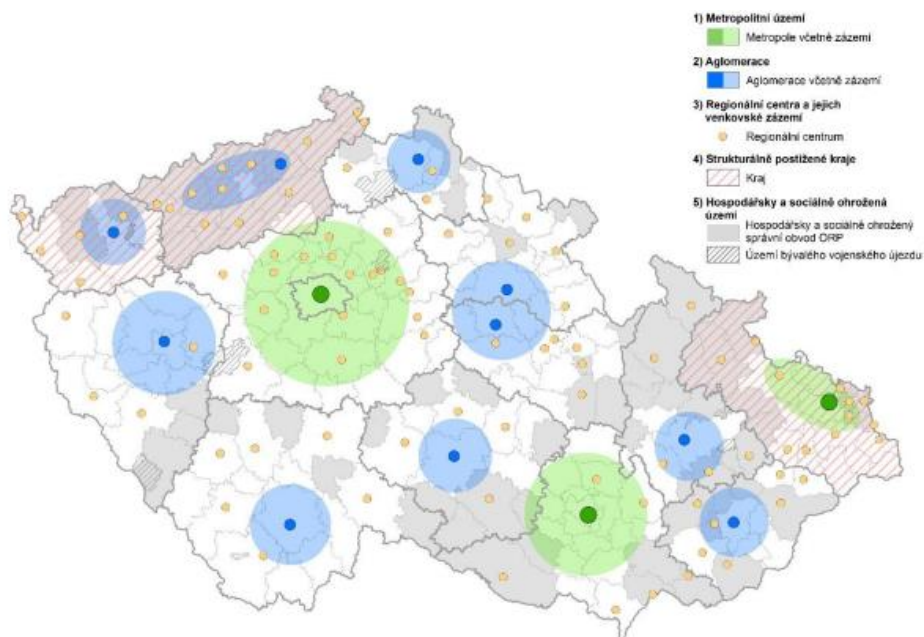 1) Metropolitní území
Metropole včetně zázemí
2) Aglomerace
Aglomerace včetně zázemí
3) Regionální centra a jejich
venkovské zázemí
Regionální centrum
4) Strukturálně postižené kraje
Kraj
5) Hospodářsky a sociálně ohrožená
území
Hospodářsky a sociálně ohrožený
správní obvod ORP
Území bývalého vojenského újezdu